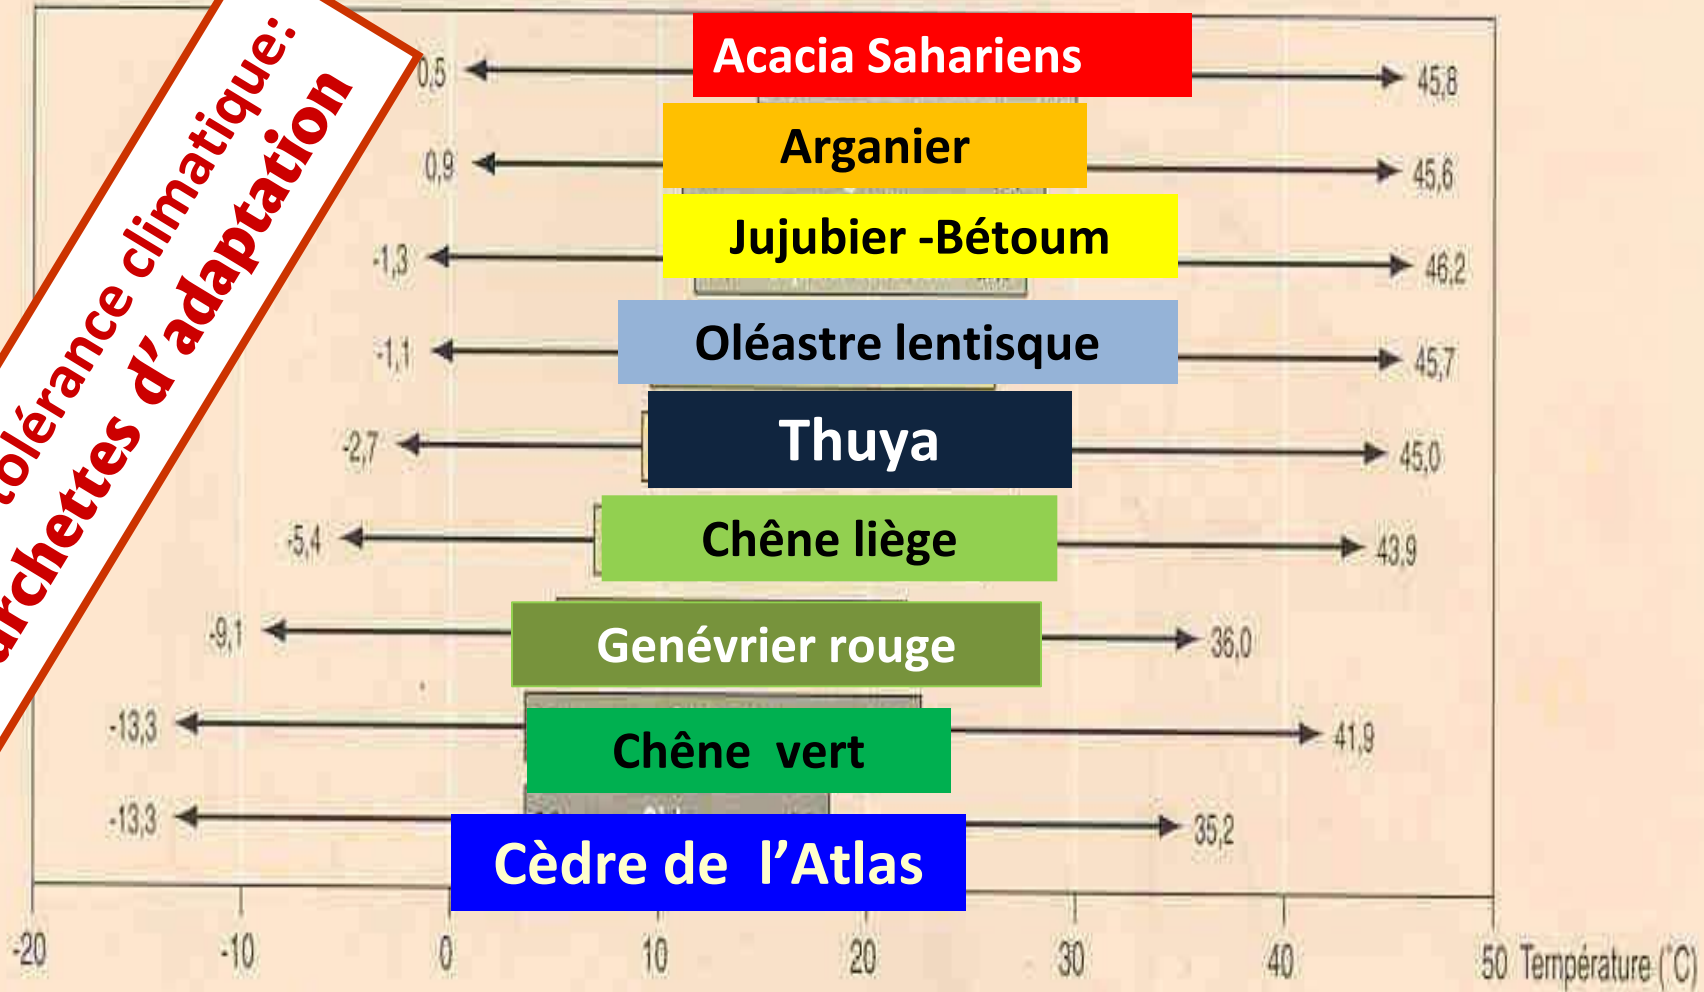 tolérance climatique:
d'adaptation
0,5 Acacia Sahariens 45,8
0,9 Arganier 45,6
-1,3 Jujubier -Bétoum 46,2
-1,1 Oléastre lentisque 45,7
-2,7 Thuya 45,0
-5,4 Chêne liège 43,9
-9,1 Genévrier rouge 36,0
-13,3 Chêne vert 41,9
-13,3 Cèdre de l’Atlas 35,2
-20 -10 0 10 20 30 40 50 Température (°C)